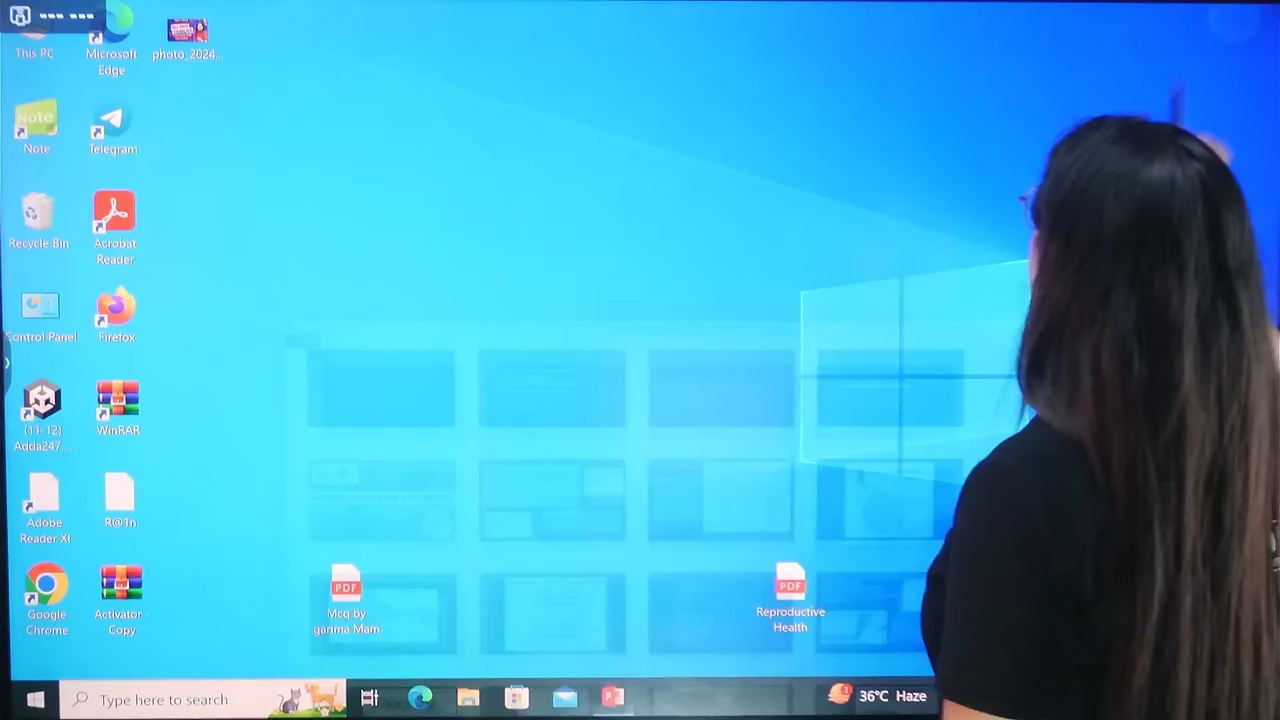 This PC
Microsoft
Edge
photo_2024...
Note
Note
Telegram
Recycle Bin
Acrobat
Reader
Control Panel
Firefox
(11-12)
Adda247 ...
WinRAR
Adobe
Reader XI
R@1n
Google
Chrome
Activator -
Copy
PDF
Mcq by
garima Mam
PDF
Reproductive
Health
Type here to search
1
36°C Haze